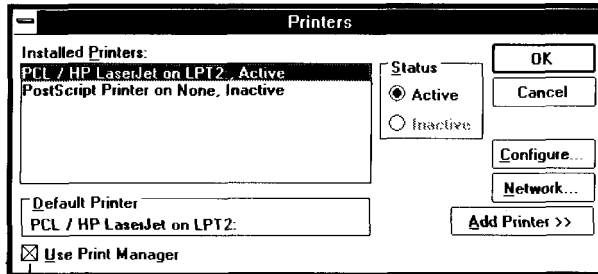 Printers
Installed Printers:
PCL / HP LaserJet on LPT2:, Active
PostScript Printer on None, Inactive
Status
Active
Inactive
OK
Cancel
Configure...
Network...
Add Printer >>
Default Printer
PCL / HP LaserJet on LPT2:
Use Print Manager